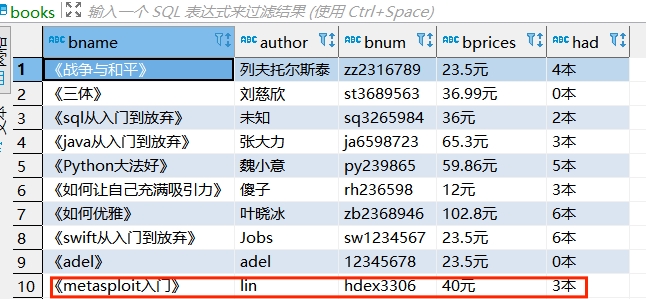 books 输入一个 SQL 表达式来过滤结果 (使用 Ctrl+Space)
ABC bname ABC author ABC bnum ABC bprices ABC had
1 《战争与和平》 列夫托尔斯泰 zz2316789 23.5元 4本
2 《三体》 刘慈欣 st3689563 36.99元 0本
3 《sql从入门到放弃》 未知 sq3265984 36元 2本
4 《java从入门到放弃》 张大力 ja6598723 65.3元 3本
5 《Python大法好》 魏小意 py239865 59.86元 5本
6 《如何让自己充满吸引力》 傻子 rh236598 12元 3本
7 《如何优雅》 叶晓冰 zb2368946 102.8元 6本
8 《swift从入门到放弃》 Jobs sw1234567 23.5元 6本
9 《adel》 adel 12345678 23.5元 0本
10 《metasploit入门》 lin hdex3306 40元 3本